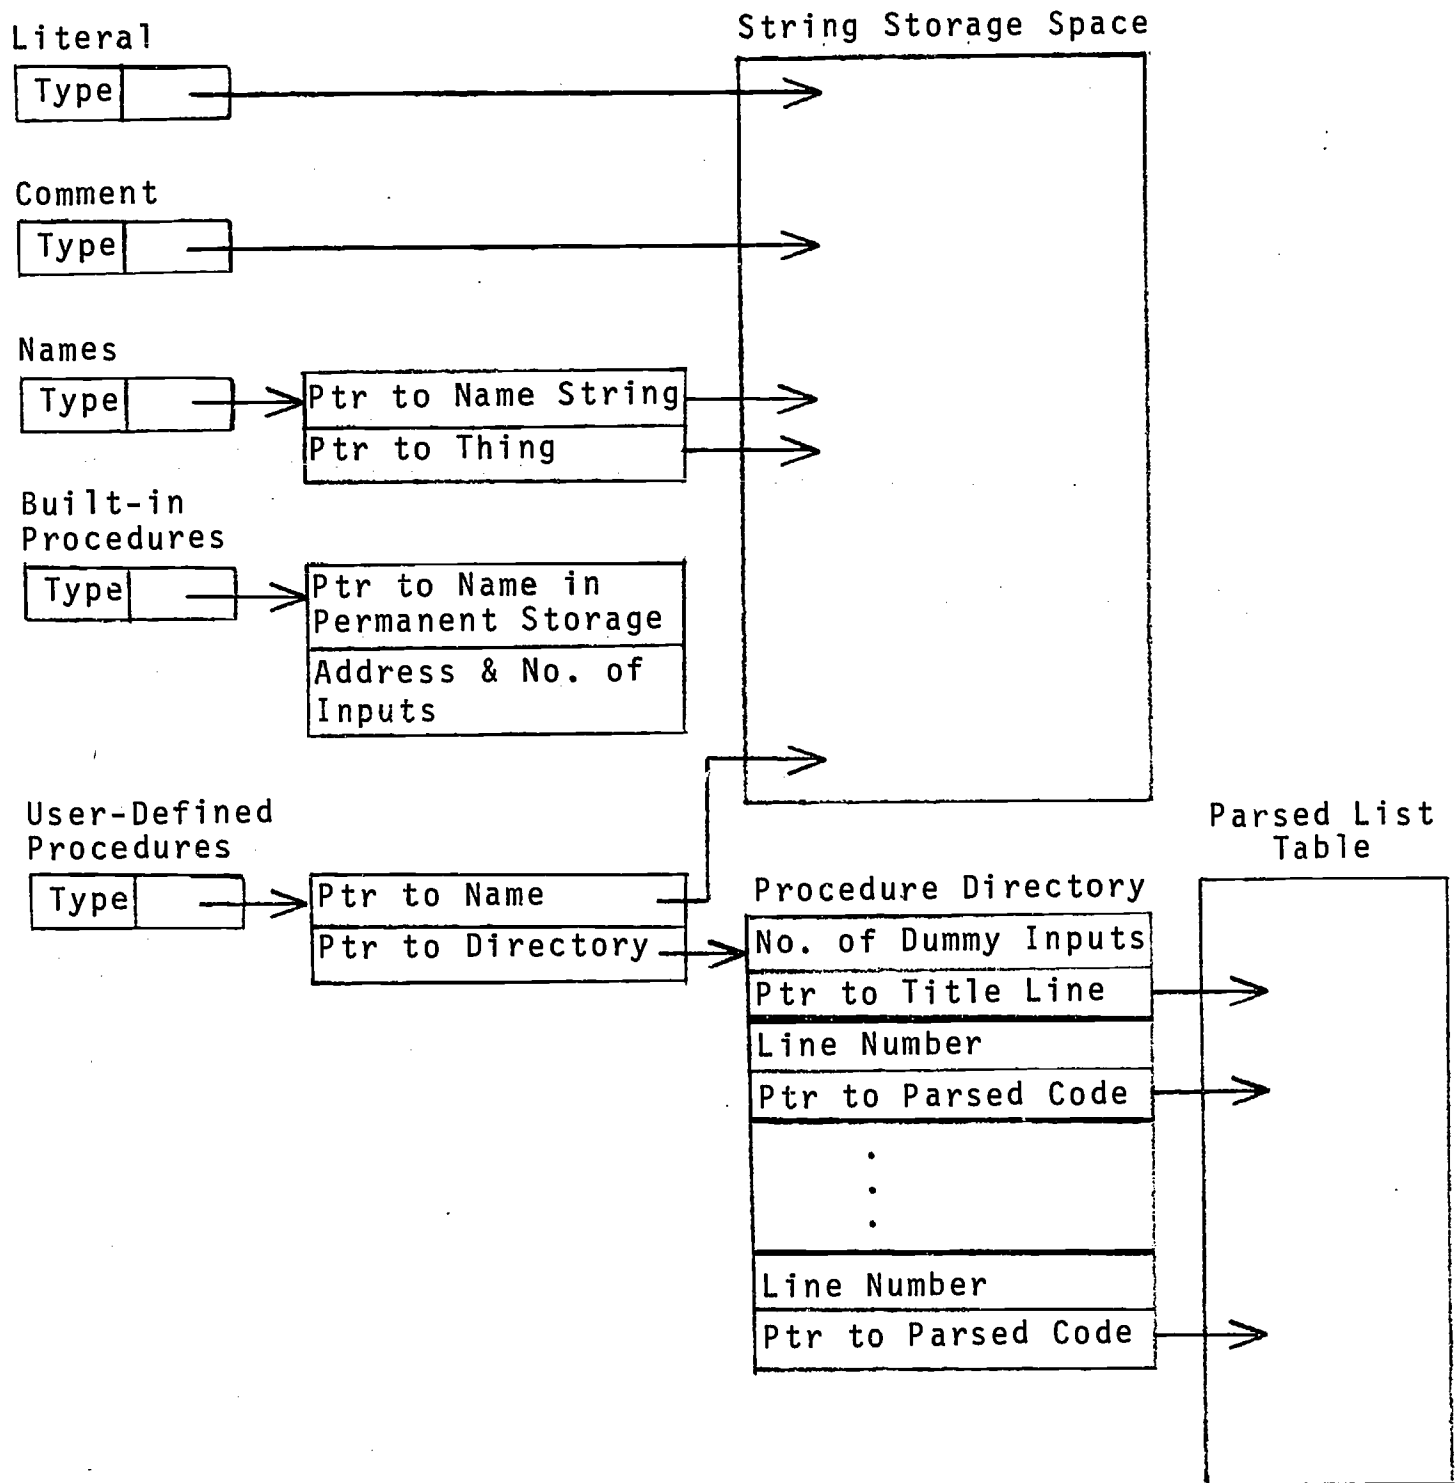 String Storage Space
Literal
Type
Comment
Type
Names
Type
Ptr to Name String
Ptr to Thing
Built-in
Procedures
Type
Ptr to Name in
Permanent Storage
Address & No. of
Inputs
User-Defined
Procedures
Type
Ptr to Name
Ptr to Directory
Procedure Directory
No. of Dummy Inputs
Ptr to Title Line
Line Number
Ptr to Parsed Code
.
.
.
Line Number
Ptr to Parsed Code
Parsed List
Table